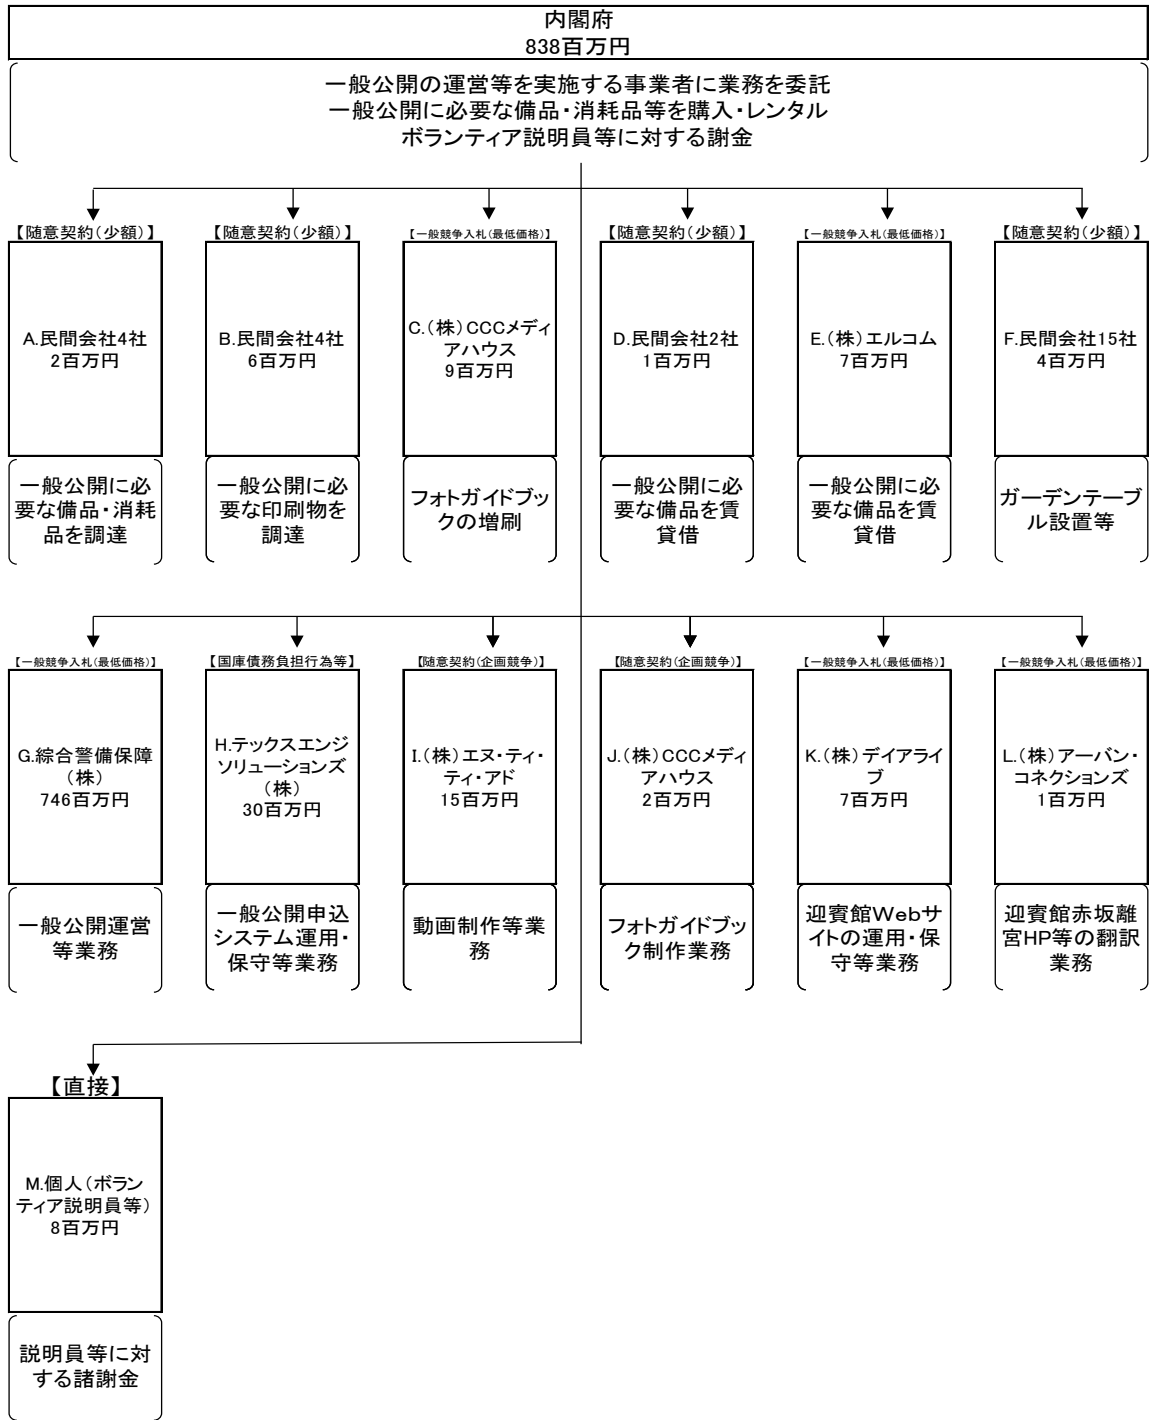 内閣府
838百万円
一般公開の運営等を実施する事業者に業務を委託
一般公開に必要な備品・消耗品等を購入・レンタル
ボランティア説明員等に対する謝金
【随意契約(少額)】
A.民間会社4社
2百万円
一般公開に必
要な備品・消耗
品を調達
【随意契約(少額)】
B.民間会社4社
6百万円
一般公開に必
要な印刷物を
調達
【一般競争入札(最低価格)】
C.(株)CCCメディ
アハウス
9百万円
フォトガイドブッ
クの増刷
【随意契約(少額)】
D.民間会社2社
1百万円
一般公開に必
要な備品を賃
貸借
【一般競争入札(最低価格)】
E.(株)エルコム
7百万円
一般公開に必
要な備品を賃
貸借
【随意契約(少額)】
F.民間会社15社
4百万円
ガーデンテーブ
ル設置等
【一般競争入札(最低価格)】
G.綜合警備保障
(株)
746百万円
一般公開運営
等業務
【国庫債務負担行為等】
H.テックスエンジ
ソリューションズ
(株)
30百万円
一般公開申込
システム運用・
保守等業務
【随意契約(企画競争)】
I.(株)エヌ・ティ・
ティ・アド
15百万円
動画制作等業
務
【随意契約(企画競争)】
J.(株)CCCメディ
アハウス
2百万円
フォトガイドブッ
ク制作業務
【一般競争入札(最低価格)】
K.(株)デイアライ
ブ
7百万円
迎賓館Webサ
イトの運用・保
守等業務
【一般競争入札(最低価格)】
L.(株)アーバン・
コネクションズ
1百万円
迎賓館赤坂離
宮HP等の翻訳
業務
【直接】
M.個人(ボラン
ティア説明員等)
8百万円
説明員等に対
する諸謝金